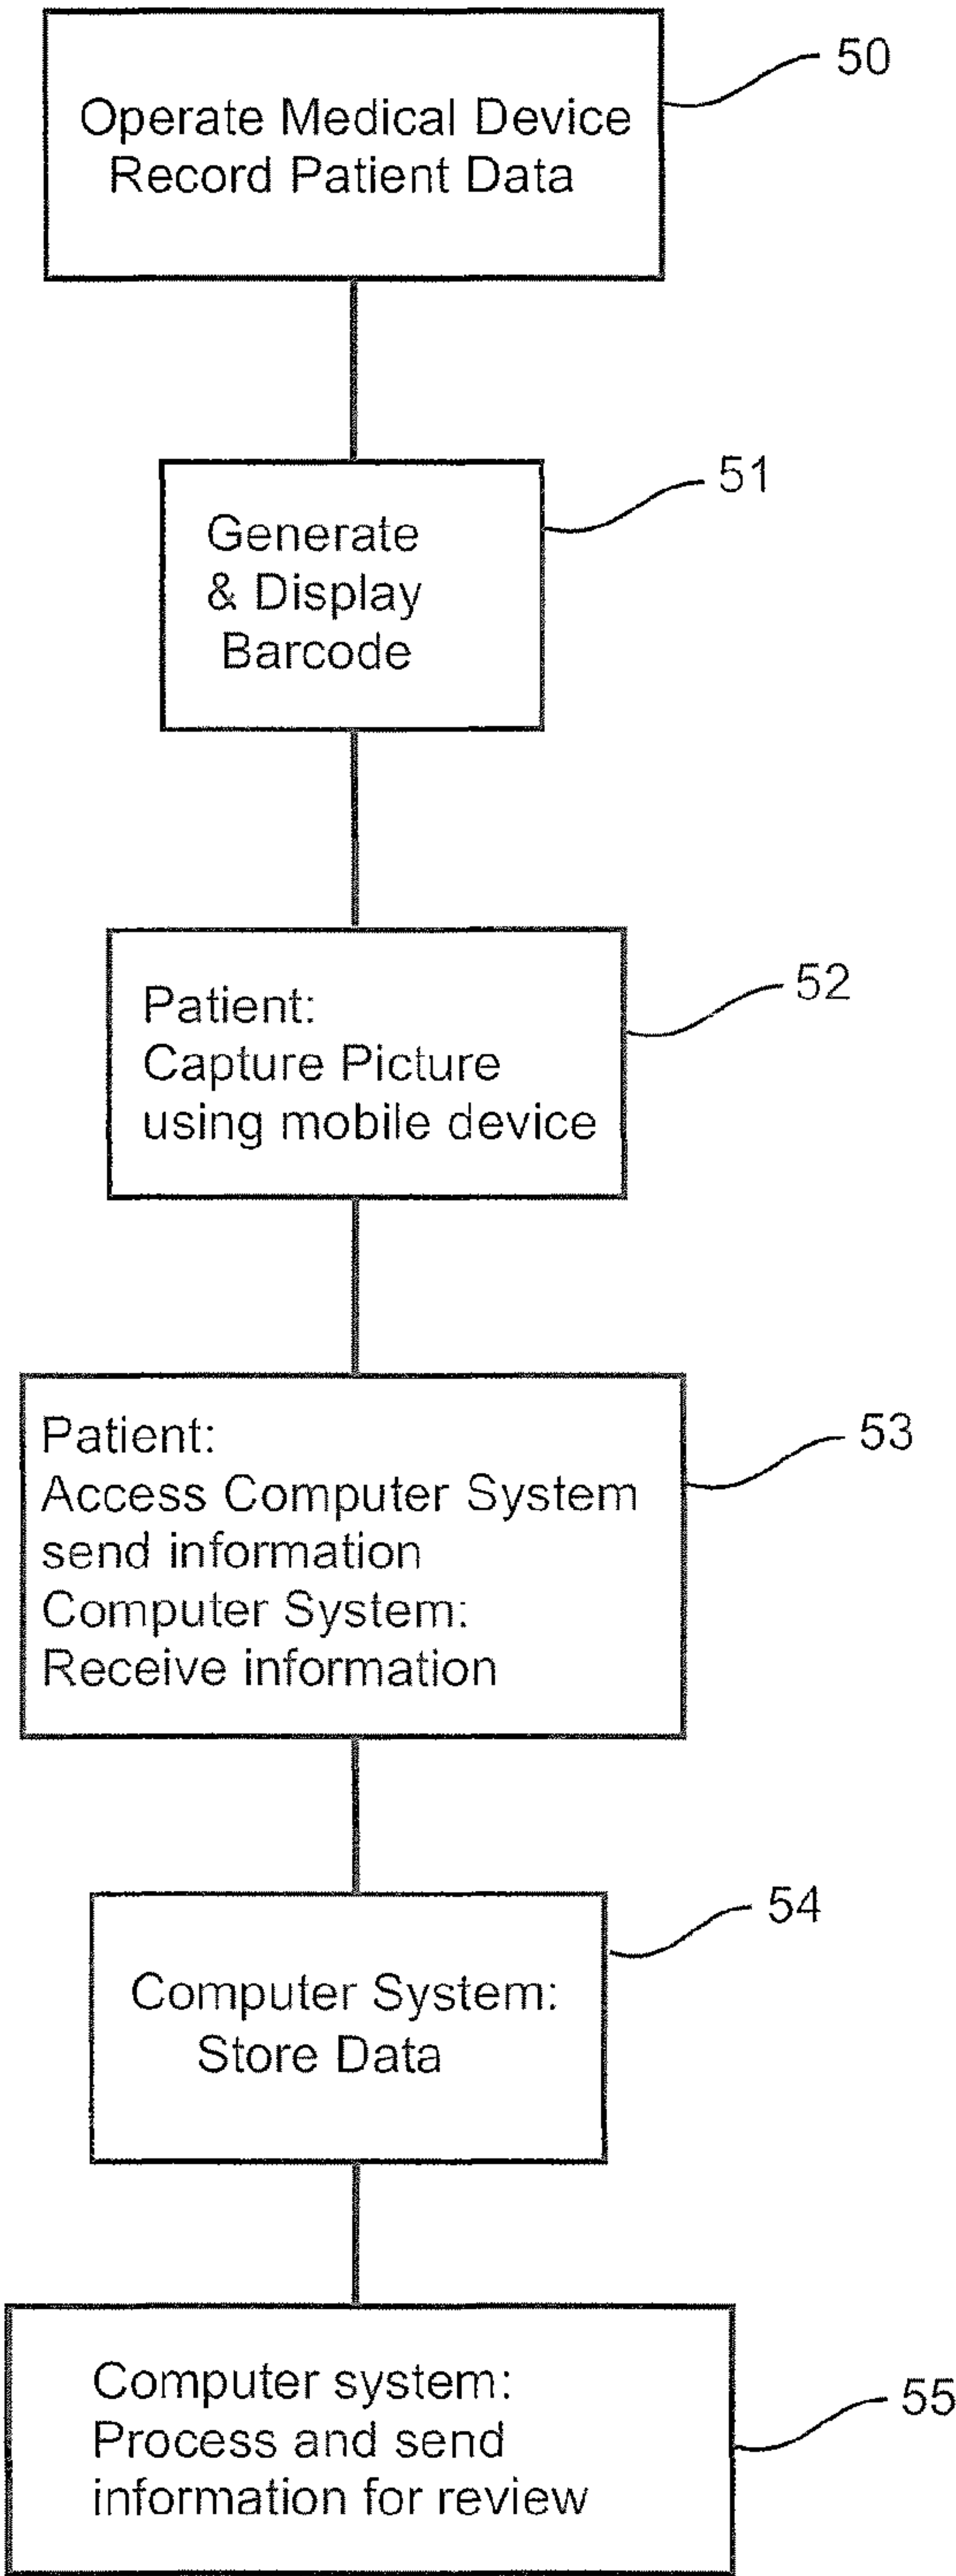 Operate Medical Device
Record Patient Data
50
Generate
& Display
Barcode
51
Patient:
Capture Picture
using mobile device
52
Patient:
Access Computer System
send information
Computer System:
Receive information
53
Computer System:
Store Data
54
Computer system:
Process and send
information for review
55